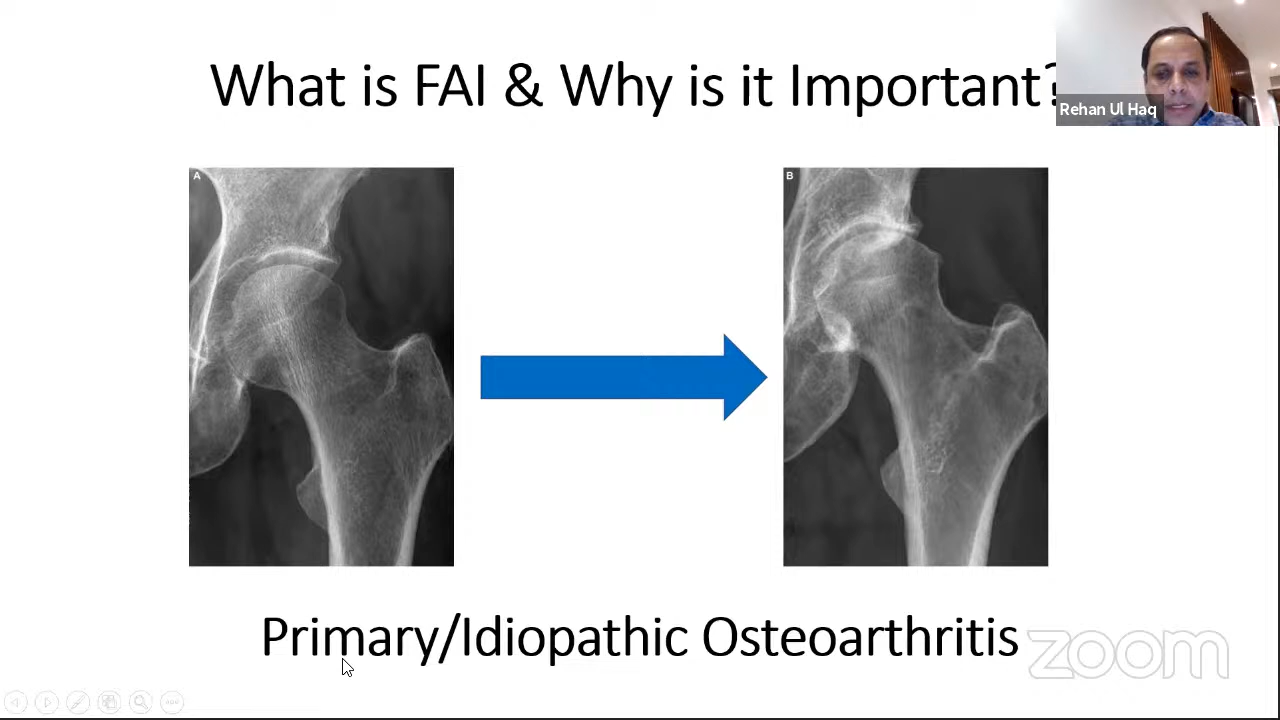 What is FAI & Why is it Important?
Rehan Ul Haq
A
B
Primary/Idiopathic Osteoarthritis
zoom